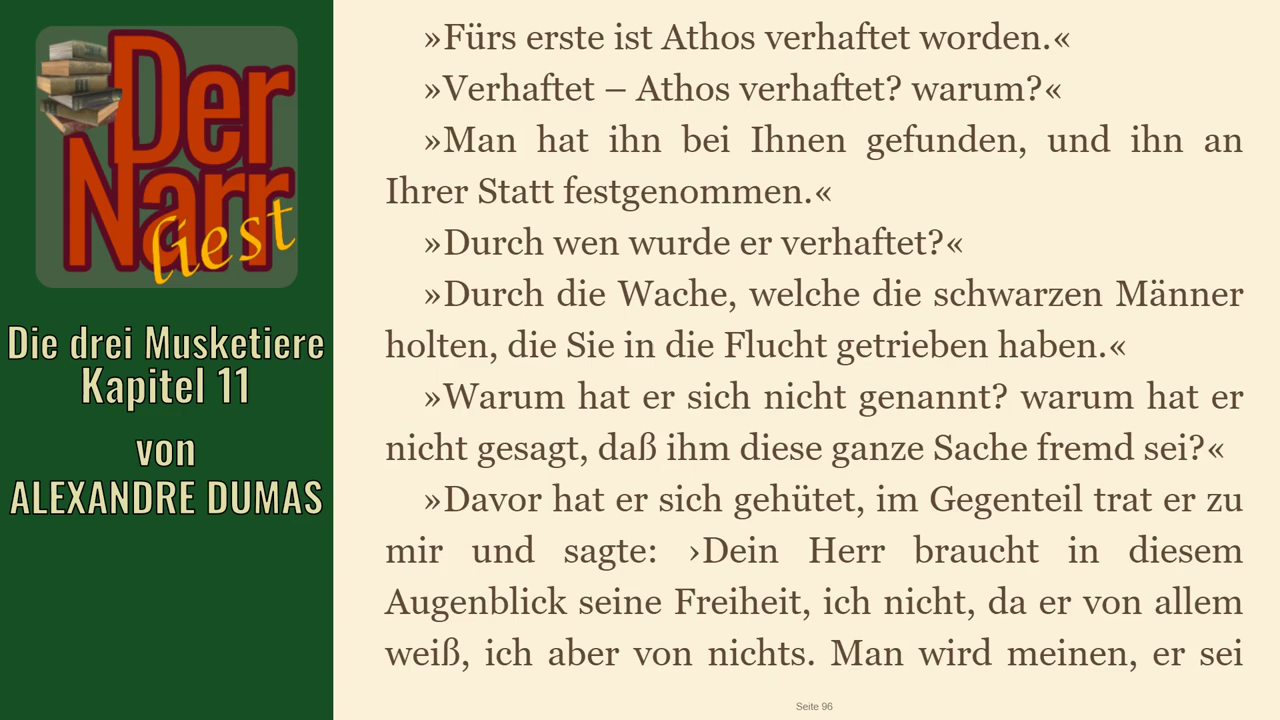 Der
Narr
liest
Die drei Musketiere
Kapitel 11
von
ALEXANDRE DUMAS
»Fürs erste ist Athos verhaftet worden.«
»Verhaftet – Athos verhaftet? warum?«
»Man hat ihn bei Ihnen gefunden, und ihn an
Ihrer Statt festgenommen.«
»Durch wen wurde er verhaftet?«
»Durch die Wache, welche die schwarzen Männer
holten, die Sie in die Flucht getrieben haben.«
»Warum hat er sich nicht genannt? warum hat er
nicht gesagt, daß ihm diese ganze Sache fremd sei?«
»Davor hat er sich gehütet, im Gegenteil trat er zu
mir und sagte: ›Dein Herr braucht in diesem
Augenblick seine Freiheit, ich nicht, da er von allem
weiß, ich aber von nichts. Man wird meinen, er sei
Seite 96